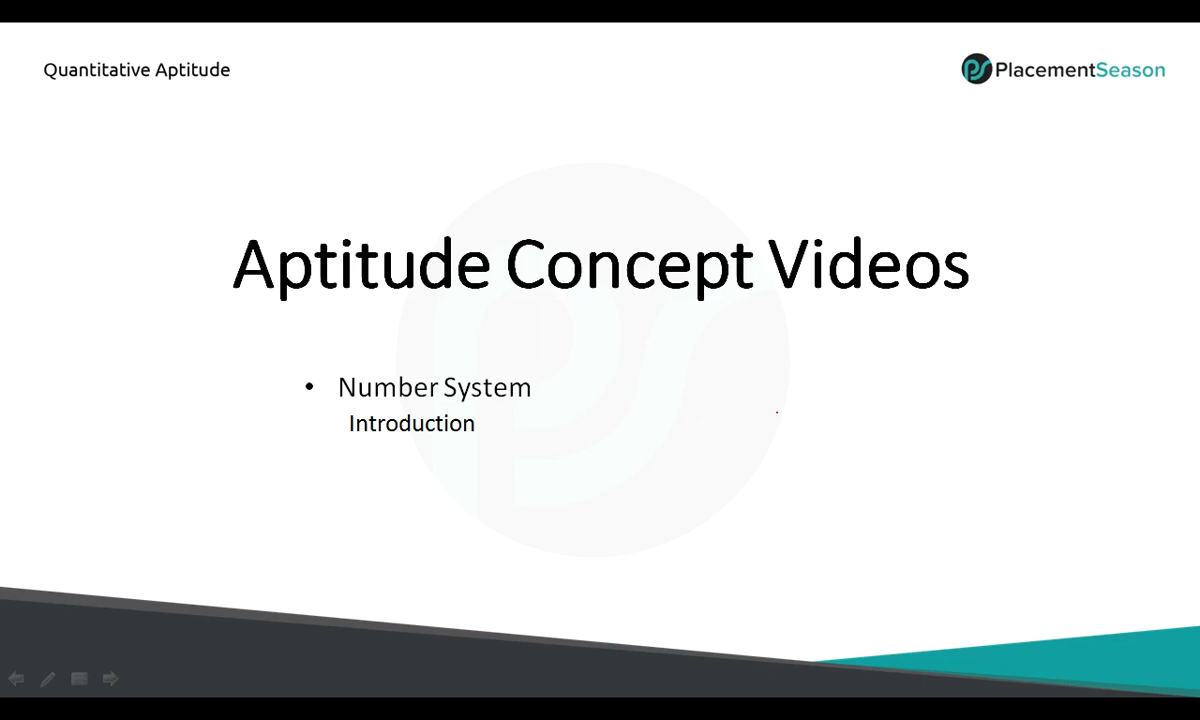 Quantitative Aptitude
PlacementSeason
Aptitude Concept Videos
• Number System
Introduction